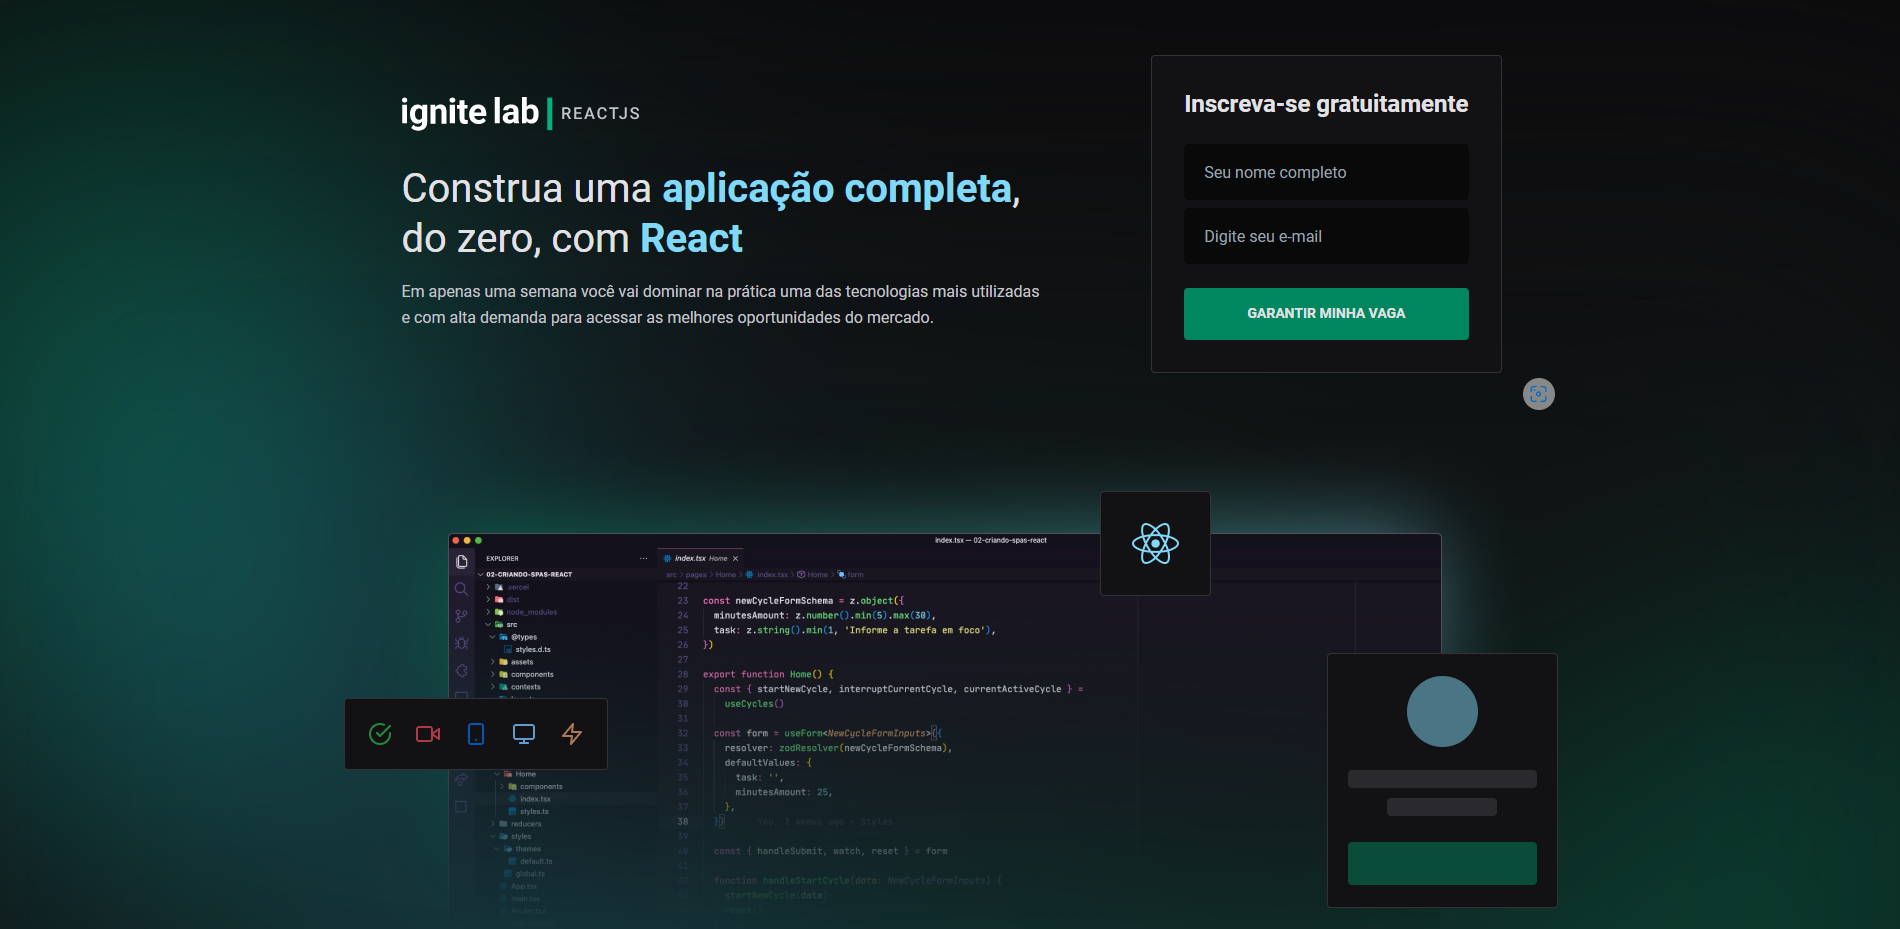 ignite lab | REACTJS
Construa uma aplicação completa,
do zero, com React
Em apenas uma semana você vai dominar na prática uma das tecnologias mais utilizadas
e com alta demanda para acessar as melhores oportunidades do mercado.
Inscreva-se gratuitamente
Seu nome completo
Digite seu e-mail
GARANTIR MINHA VAGA
index.tsx — 02-criando-spas-react
EXPLORER
02-CRIANDO-SPAS-REACT
.vercel
dist
node_modules
src
@types
styles.d.ts
assets
components
contexts
Home
components
index.tsx
styles.ts
reducers
styles
themes
default.ts
global.ts
App.tsx
main.tsx
Router.tsx
index.tsx Home
src > pages > Home > index.tsx > Home > form
22
23 const newCycleFormSchema = z.object({
24 minutesAmount: z.number().min(5).max(30),
25 task: z.string().min(1, 'Informe a tarefa em foco'),
26 })
27
28 export function Home() {
29 const { startNewCycle, interruptCurrentCycle, currentActiveCycle } =
30 useCycles()
31
32 const form = useForm<NewCycleFormInputs>({
33 resolver: zodResolver(newCycleFormSchema),
34 defaultValues: {
35 task: '',
36 minutesAmount: 25,
37 },
38 }) You, 3 weeks ago • Styles
39
40 const { handleSubmit, watch, reset } = form
41
42 function handleStartCycle(data: NewCycleFormInputs) {
43 startNewCycle(data)
reset()